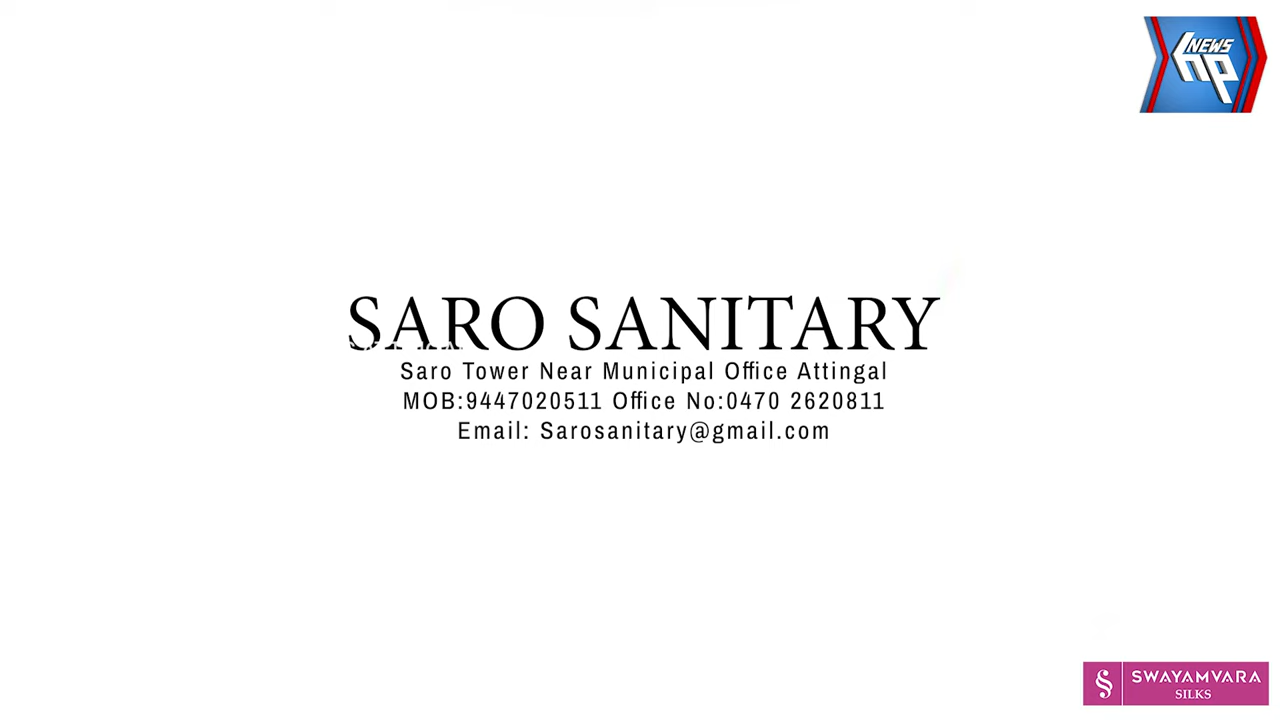 NEWS
np
SARO SANITARY
Saro Tower Near Municipal Office Attingal
MOB:9447020511 Office No:0470 2620811
Email: Sarosanitary@gmail.com
SWAYAMVARA
SILKS